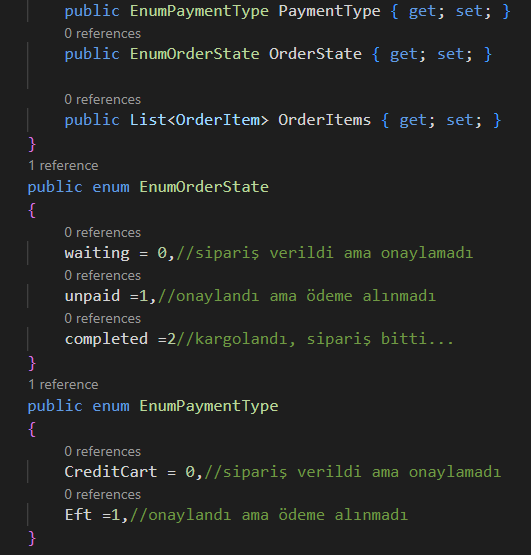 public EnumPaymentType PaymentType { get; set; }
0 references
public EnumOrderState OrderState { get; set; }
0 references
public List<OrderItem> OrderItems { get; set; }
}
1 reference
public enum EnumOrderState
{
0 references
waiting = 0,//sipariş verildi ama onaylamadı
0 references
unpaid =1,//onaylandı ama ödeme alınmadı
0 references
completed =2//kargolandı, sipariş bitti...
}
1 reference
public enum EnumPaymentType
{
0 references
CreditCart = 0,//sipariş verildi ama onaylamadı
0 references
Eft =1,//onaylandı ama ödeme alınmadı
}